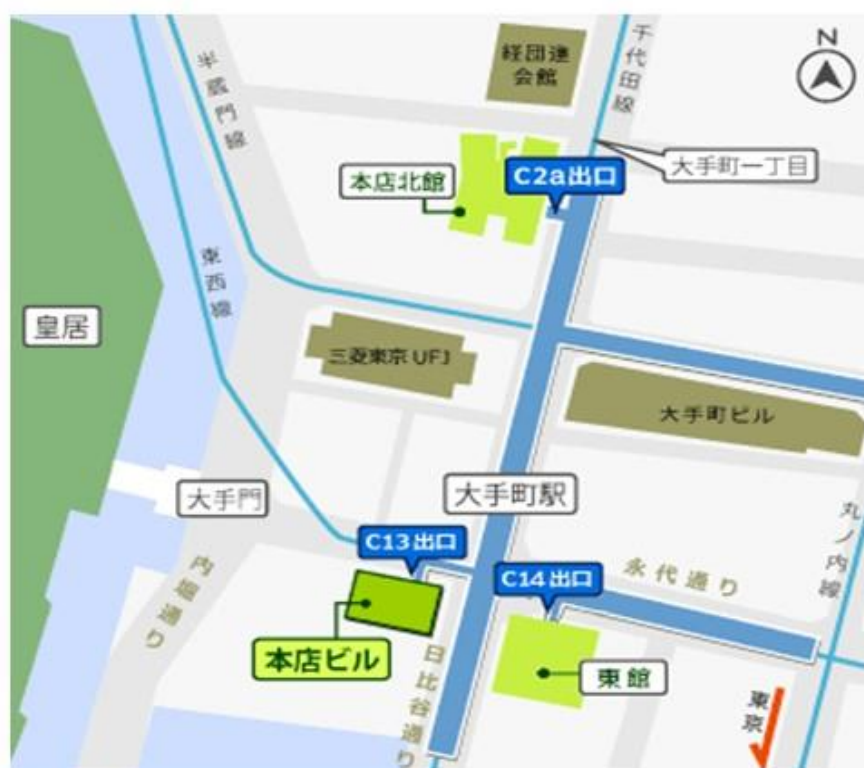 経団連
会館
N
千代田線
半蔵門線
本店北館
C2a出口
大手町一丁目
東西線
皇居
三菱東京UFJ
大手町ビル
大手町駅
大手門
丸ノ内線
C13出口
C14出口
永代通り
内堀通り
本店ビル
日比谷通り
東館
東京